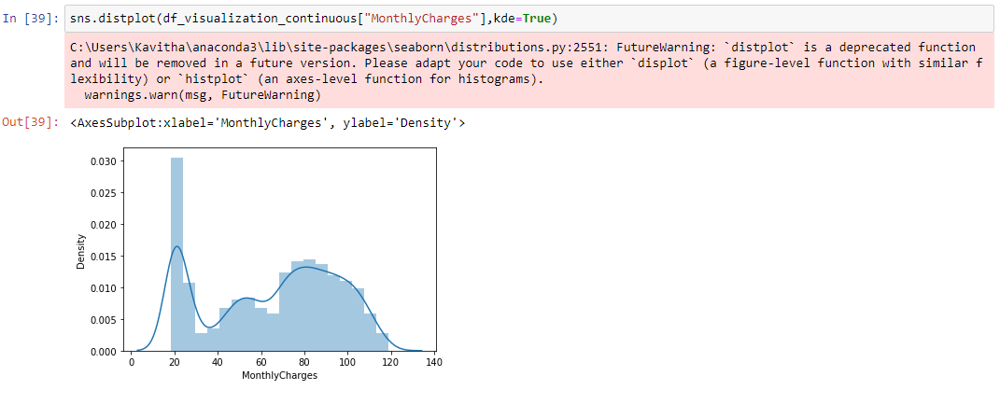 In [39]: sns.distplot(df_visualization_continuous["MonthlyCharges"],kde=True)
C:\Users\Kavitha\anaconda3\lib\site-packages\seaborn\distributions.py:2551: FutureWarning: `distplot` is a deprecated function
and will be removed in a future version. Please adapt your code to use either `displot` (a figure-level function with similar f
lexibility) or `histplot` (an axes-level function for histograms).
warnings.warn(msg, FutureWarning)
Out[39]: <AxesSubplot:xlabel='MonthlyCharges', ylabel='Density'>
0.030
0.025
0.020
0.015
0.010
0.005
0.000
Density
0 20 40 60 80 100 120 140
MonthlyCharges